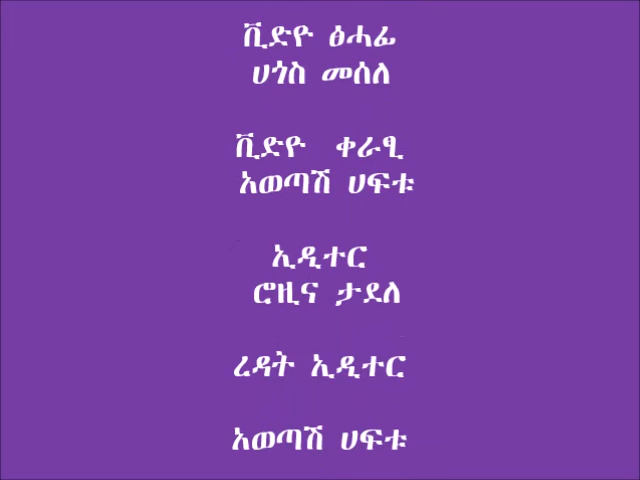 ቪድዮ ፅሓፊ
ሀጎስ መሰለ
ቪድዮ ቀራፂ
አወጣሽ ሀፍቱ
ኢዲተር
ሮዚና ታደለ
ረዳት ኢዲተር
አወጣሽ ሀፍቱ